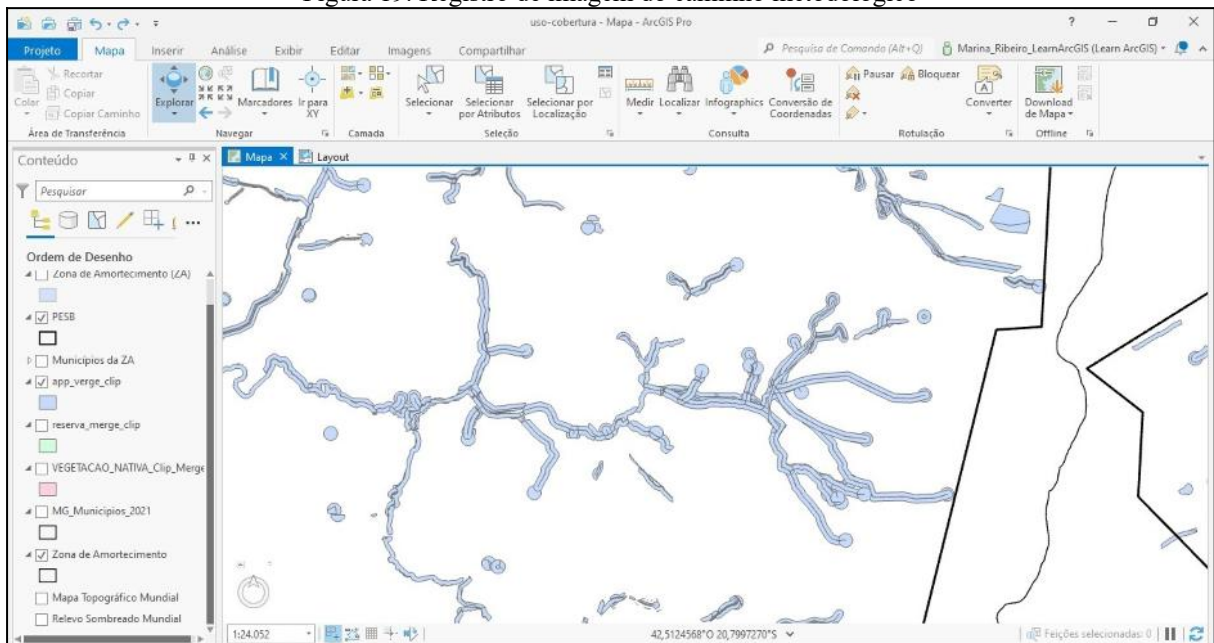 Figura 19: Registro de imagem do caminho metodológico
uso-cobertura - Mapa - ArcGIS Pro
?
Projeto Mapa Inserir Análise Exibir Editar Imagens Compartilhar
Pesquisa de Comando (Alt+Q) Marina_Ribeiro_LearnArcGIS (Learn ArcGIS)
Colar
Recortar
Copiar
Copiar Caminho
Área de Transferência
Explorar
Marcadores
Ir para XY
Navegar
Camada
Selecionar
Selecionar por Atributos
Selecionar por Localização
Seleção
Medir
Localizar
Infographics
Conversão de Coordenadas
Consulta
Pausar
Bloquear
Converter
Rotulação
Download de Mapa
Offline
Conteúdo
Pesquisar
Ordem de Desenho
Zona de Amortecimento (ZA)
PESB
Municípios da ZA
app_verge_clip
reserva_merge_clip
VEGETACAO_NATIVA_Clip_Merge
MG_Municipios_2021
Zona de Amortecimento
Mapa Topográfico Mundial
Relevo Sombreado Mundial
Mapa
Layout
1:24.052
42,5124568°O 20,7997270°S
Feições selecionadas: 0